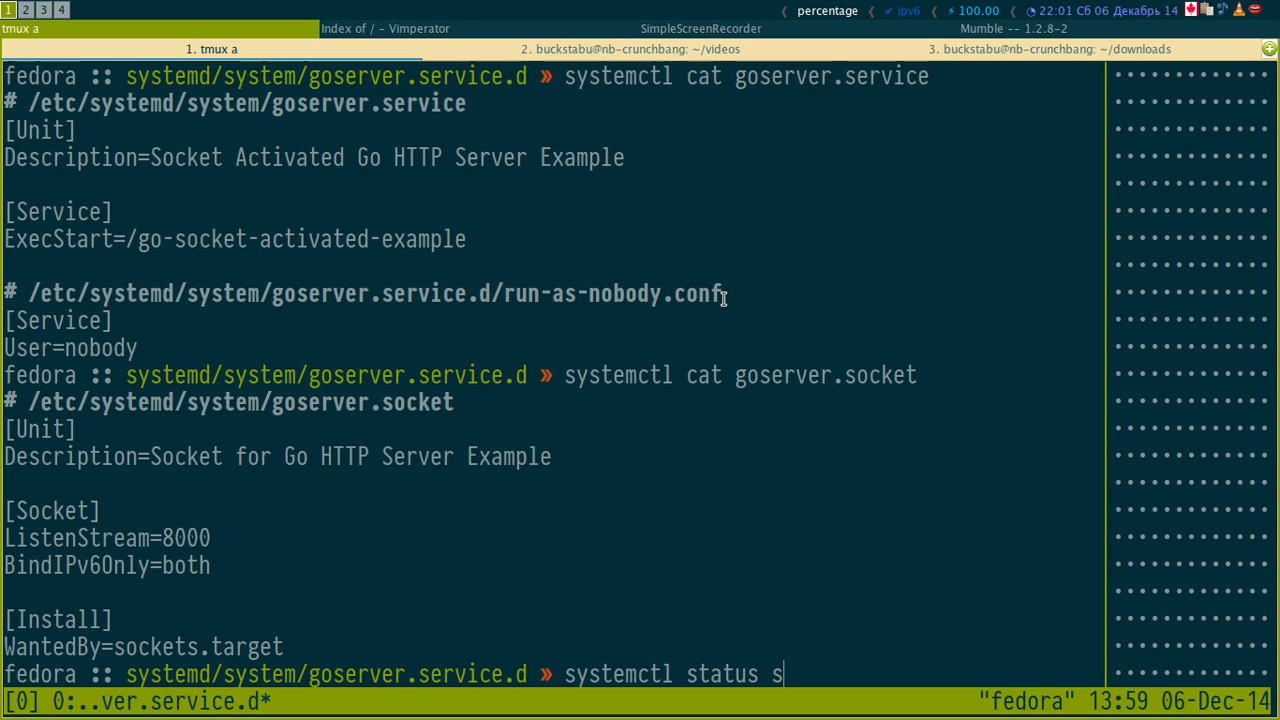 1 2 3 4 percentage ipv6 100.00 22:01 Сб 06 Декабрь 14
tmux a Index of / - Vimperator SimpleScreenRecorder Mumble -- 1.2.8-2
1. tmux a 2. buckstabu@nb-crunchbang: ~/videos 3. buckstabu@nb-crunchbang: ~/downloads
fedora :: systemd/system/goserver.service.d » systemctl cat goserver.service
# /etc/systemd/system/goserver.service
[Unit]
Description=Socket Activated Go HTTP Server Example
[Service]
ExecStart=/go-socket-activated-example
# /etc/systemd/system/goserver.service.d/run-as-nobody.conf
[Service]
User=nobody
fedora :: systemd/system/goserver.service.d » systemctl cat goserver.socket
# /etc/systemd/system/goserver.socket
[Unit]
Description=Socket for Go HTTP Server Example
[Socket]
ListenStream=8000
BindIPv6Only=both
[Install]
WantedBy=sockets.target
fedora :: systemd/system/goserver.service.d » systemctl status s
[0] 0:..ver.service.d* "fedora" 13:59 06-Dec-14